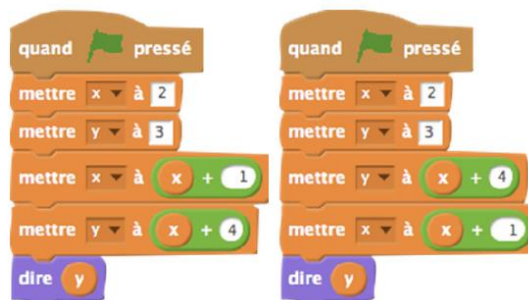 quand pressé
mettre x à 2
mettre y à 3
mettre x à x + 1
mettre y à x + 4
dire y
quand pressé
mettre x à 2
mettre y à 3
mettre y à x + 4
mettre x à x + 1
dire y